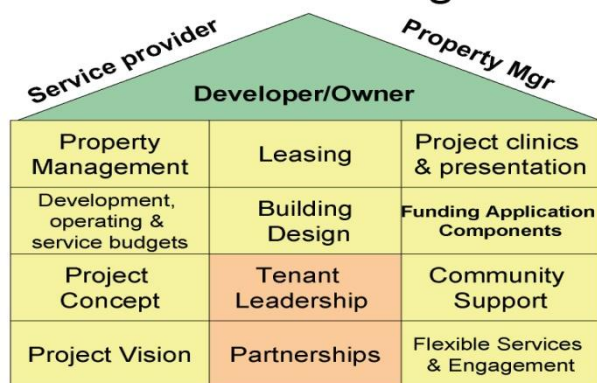 Service provider
Property Mgr
Developer/Owner
Property
Management
Leasing
Project clinics
& presentation
Development,
operating &
service budgets
Building
Design
Funding Application
Components
Project
Concept
Tenant
Leadership
Community
Support
Project Vision
Partnerships
Flexible Services
& Engagement